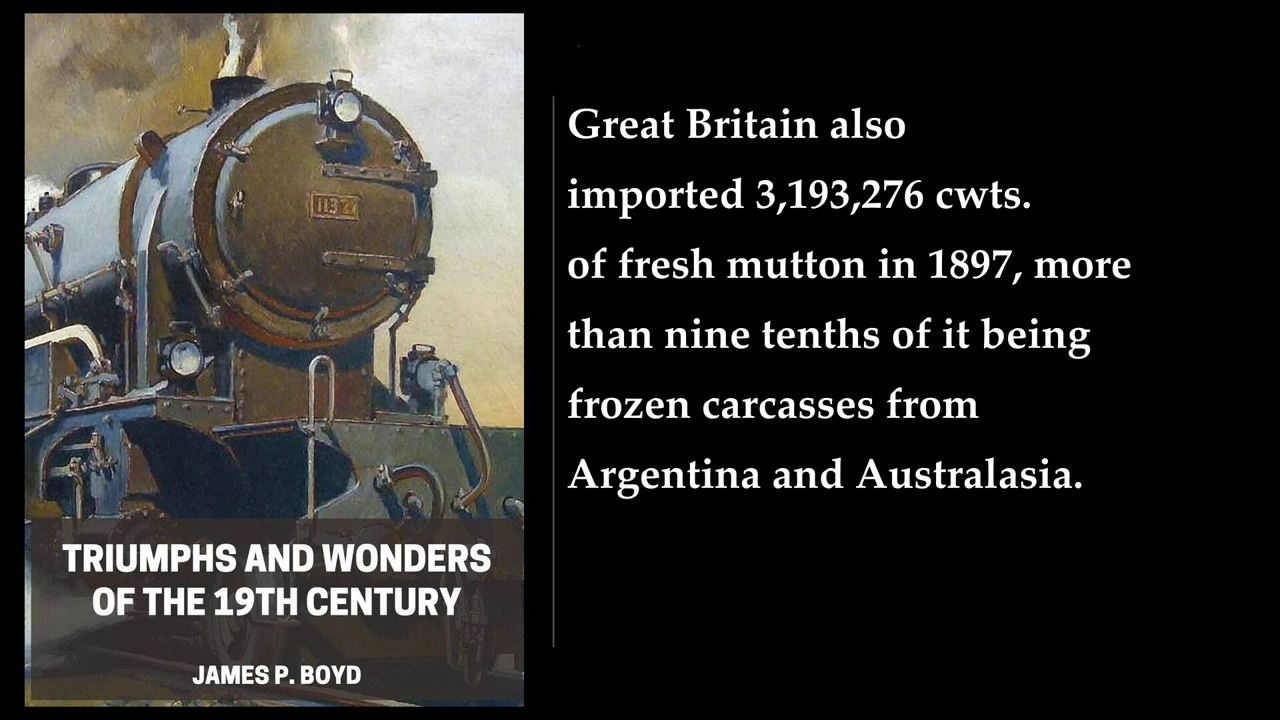 1132
TRIUMPHS AND WONDERS
OF THE 19TH CENTURY
JAMES P. BOYD
Great Britain also
imported 3,193,276 cwts.
of fresh mutton in 1897, more
than nine tenths of it being
frozen carcasses from
Argentina and Australasia.